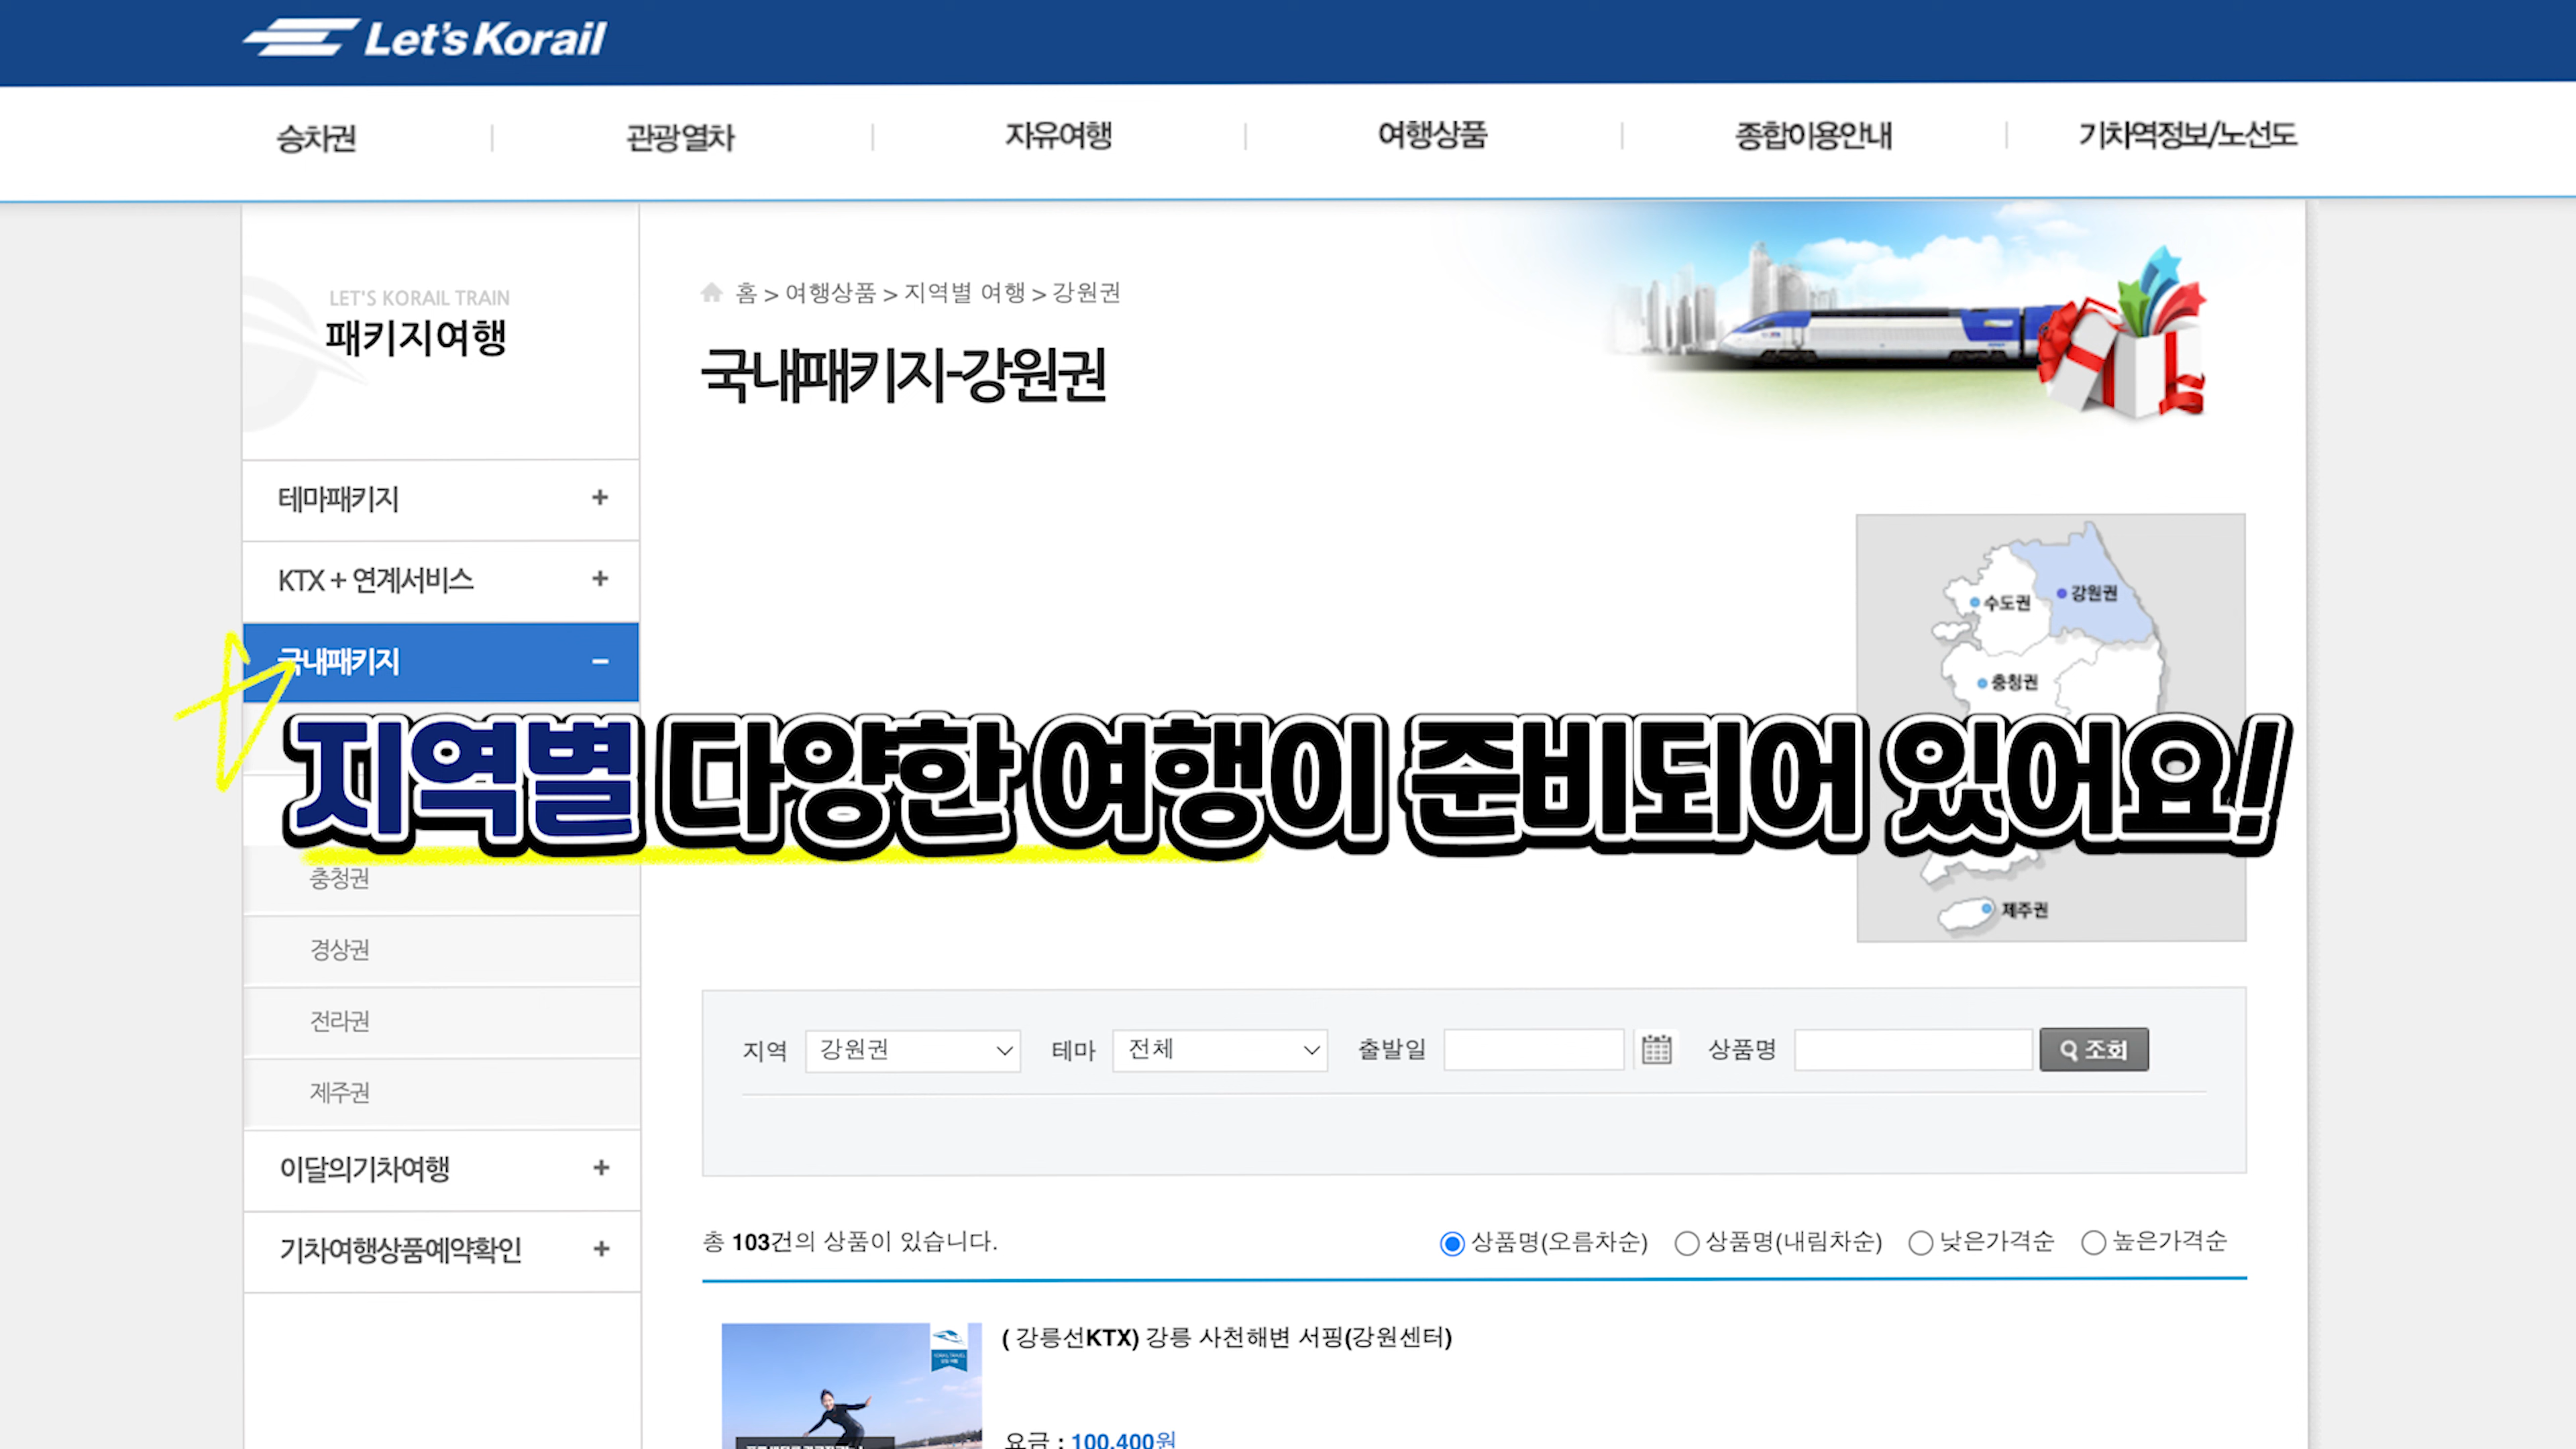 Let's Korail
승차권
관광열차
자유여행
여행상품
종합이용안내
기차역정보/노선도
LET'S KORAIL TRAIN
패키지여행
홈 > 여행상품 > 지역별 여행 > 강원권
국내패키지-강원권
테마패키지 +
KTX + 연계서비스 +
국내패키지 −
수도권
강원권
충청권
지역별 다양한 여행이 준비되어 있어요!
충청권
제주권
경상권
전라권
제주권
지역 강원권 테마 전체 출발일 상품명 조회
이달의기차여행 +
기차여행상품예약확인 +
총 103건의 상품이 있습니다.
상품명(오름차순) 상품명(내림차순) 낮은가격순 높은가격순
( 강릉선KTX) 강릉 사천해변 서핑(강원센터)
요금 : 100,400원